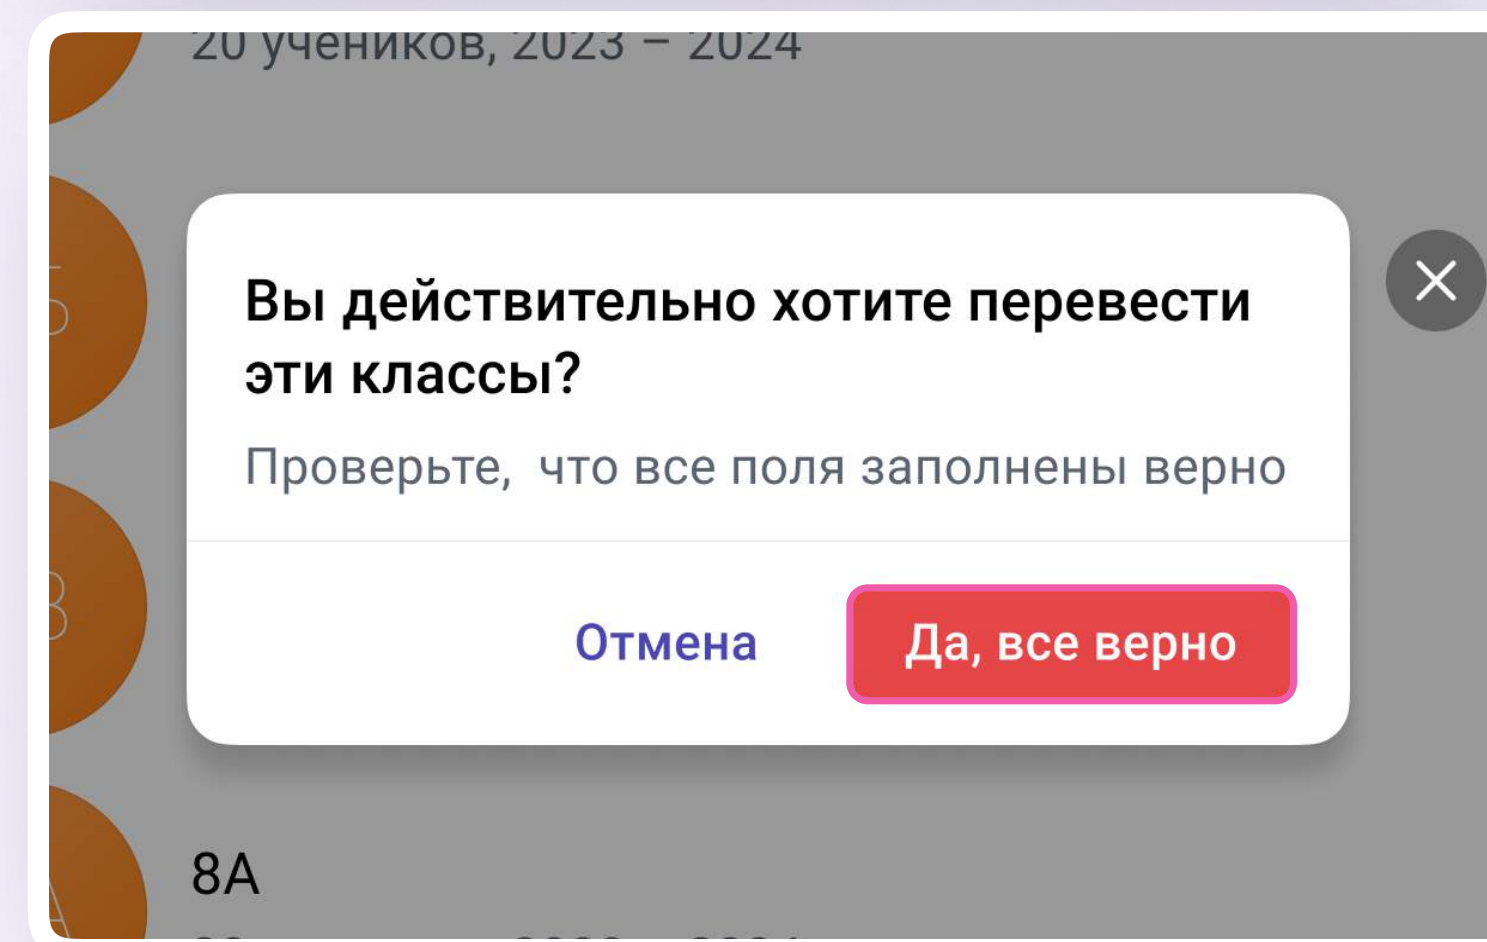 20 учеников, 2023 – 2024
Вы действительно хотите перевести
эти классы?
Проверьте,  что все поля заполнены верно
Отмена
Да, все верно
8А